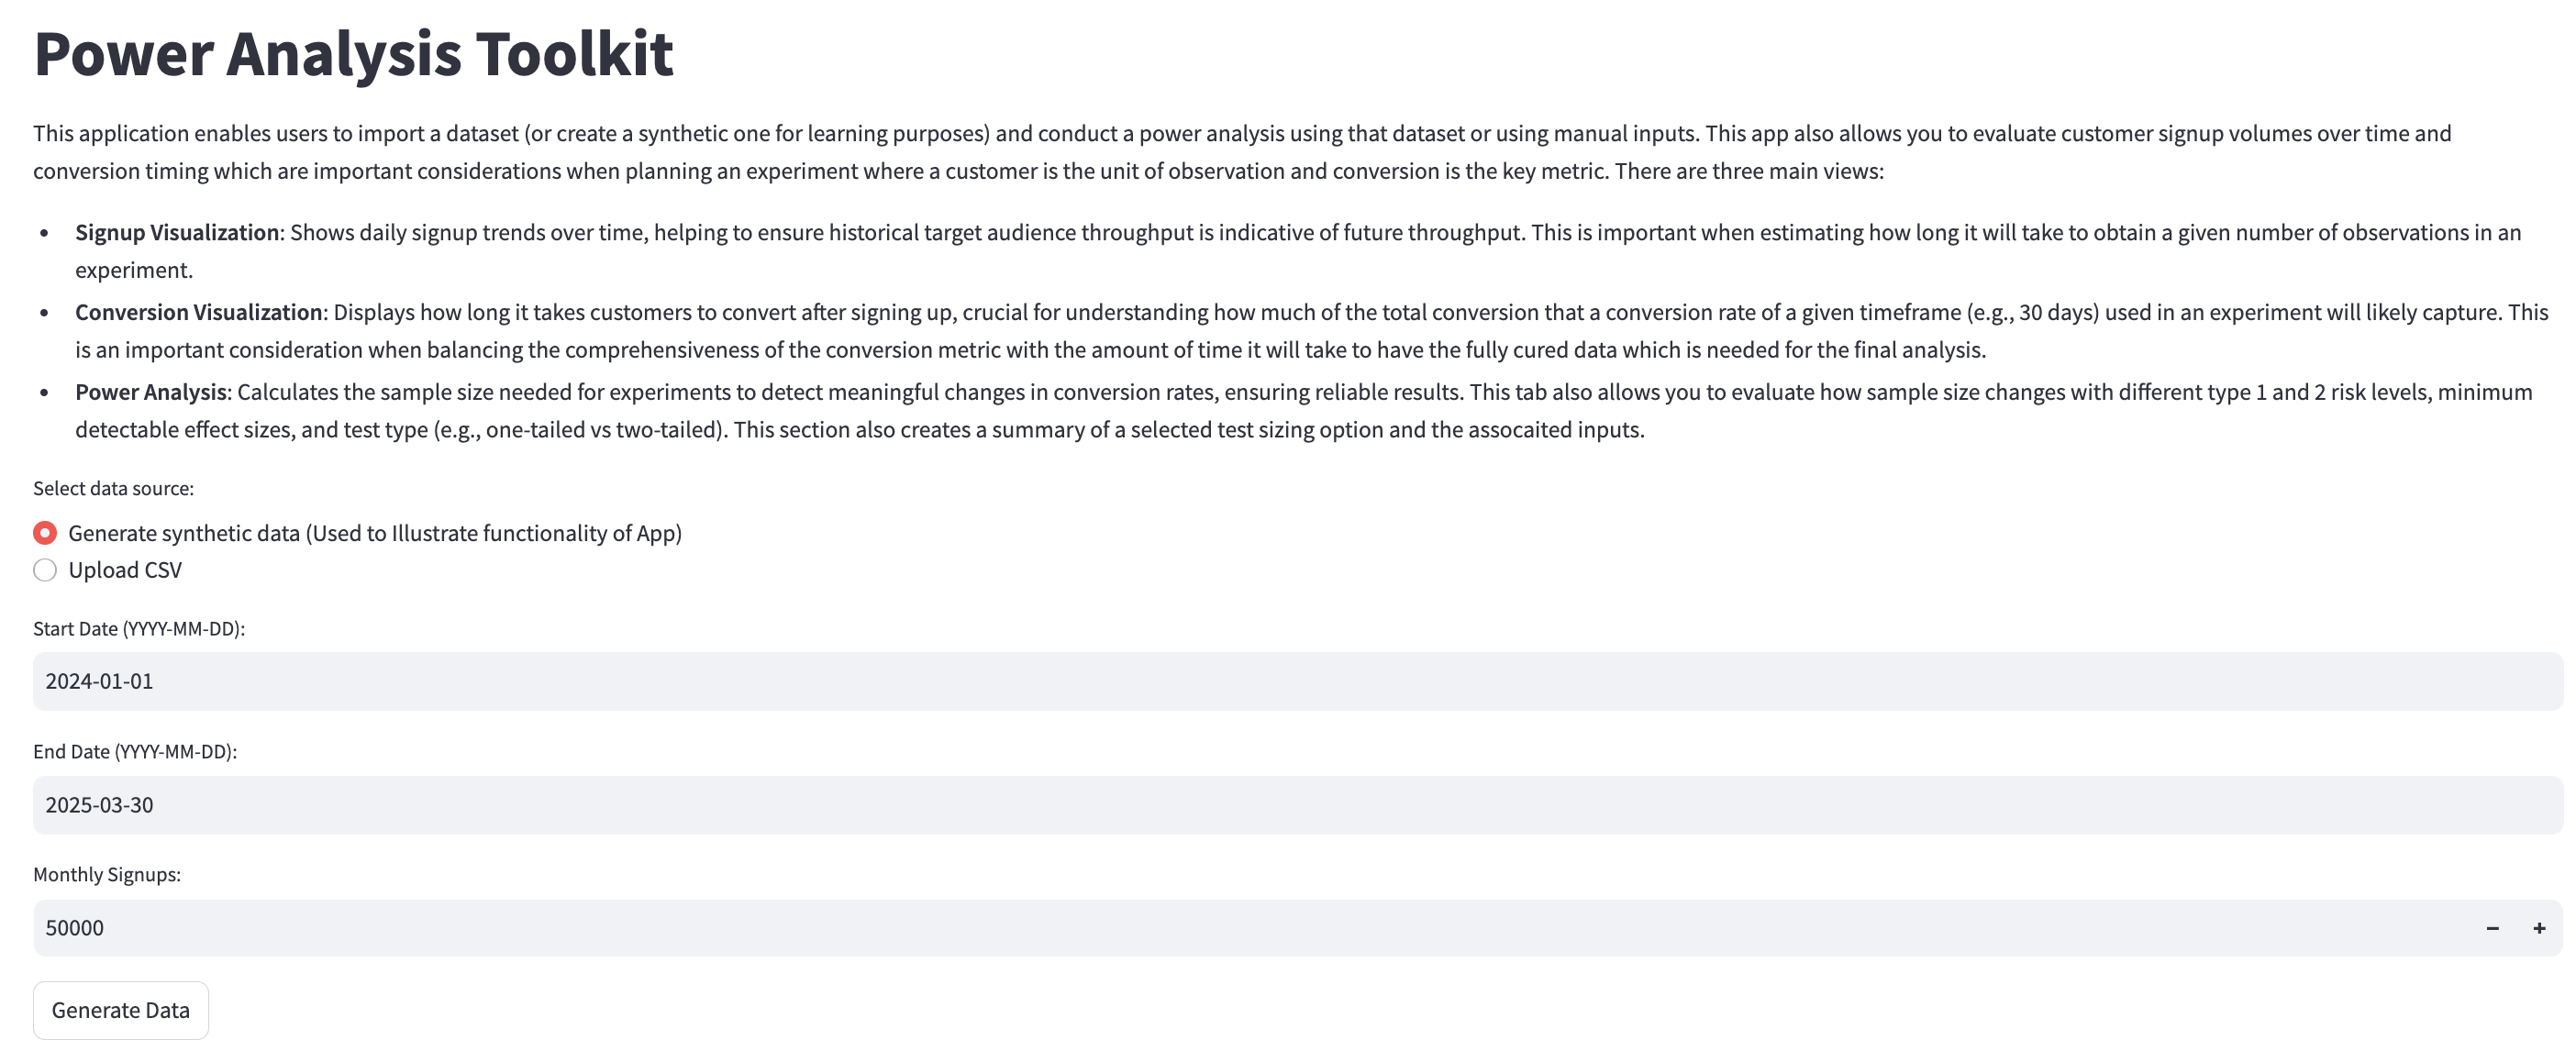 Power Analysis Toolkit
This application enables users to import a dataset (or create a synthetic one for learning purposes) and conduct a power analysis using that dataset or using manual inputs. This app also allows you to evaluate customer signup volumes over time and
conversion timing which are important considerations when planning an experiment where a customer is the unit of observation and conversion is the key metric. There are three main views:
• Signup Visualization: Shows daily signup trends over time, helping to ensure historical target audience throughput is indicative of future throughput. This is important when estimating how long it will take to obtain a given number of observations in an
experiment.
• Conversion Visualization: Displays how long it takes customers to convert after signing up, crucial for understanding how much of the total conversion that a conversion rate of a given timeframe (e.g., 30 days) used in an experiment will likely capture. This
is an important consideration when balancing the comprehensiveness of the conversion metric with the amount of time it will take to have the fully cured data which is needed for the final analysis.
• Power Analysis: Calculates the sample size needed for experiments to detect meaningful changes in conversion rates, ensuring reliable results. This tab also allows you to evaluate how sample size changes with different type 1 and 2 risk levels, minimum
detectable effect sizes, and test type (e.g., one-tailed vs two-tailed). This section also creates a summary of a selected test sizing option and the assocaited inputs.
Select data source:
Generate synthetic data (Used to Illustrate functionality of App)
Upload CSV
Start Date (YYYY-MM-DD):
2024-01-01
End Date (YYYY-MM-DD):
2025-03-30
Monthly Signups:
50000 − +
Generate Data